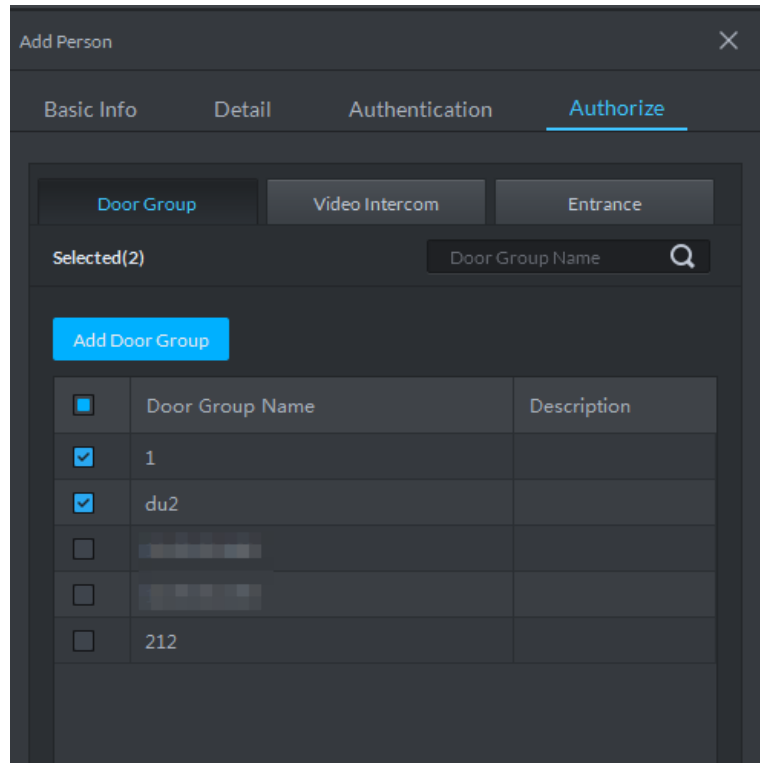 Add Person
Basic Info Detail Authentication Authorize
Door Group Video Intercom Entrance
Selected(2) Door Group Name
Add Door Group
Door Group Name Description
1
du2
212